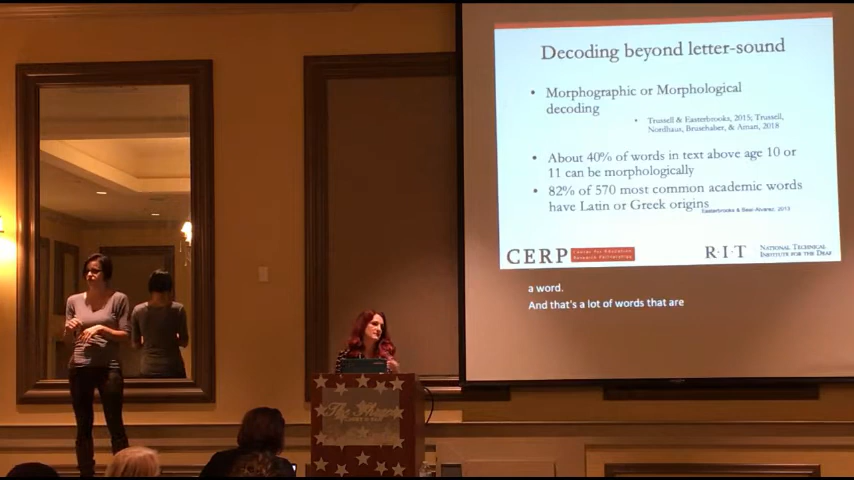 Decoding beyond letter-sound
• Morphographic or Morphological
decoding
• Trussell & Easterbrooks, 2015; Trussell,
Nordhaus, Brusehaber, & Amari, 2018
• About 40% of words in text above age 10 or
11 can be morphologically
• 82% of 570 most common academic words
have Latin or Greek origins
Easterbrooks & Beal-Alvarez, 2013
CERP Center for Education
Research Partnerships
R·I·T National Technical
Institute for the Deaf
a word.
And that's a lot of words that are